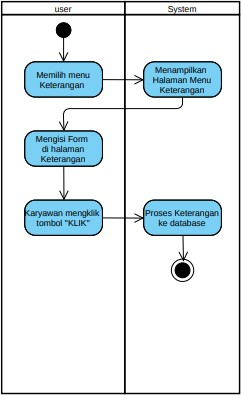 user
System
Memilih menu
Keterangan
Menampilkan
Halaman Menu
Keterangan
Mengisi Form
di halaman
Keterangan
Karyawan mengklik
tombol "KLIK"
Proses Keterangan
ke database